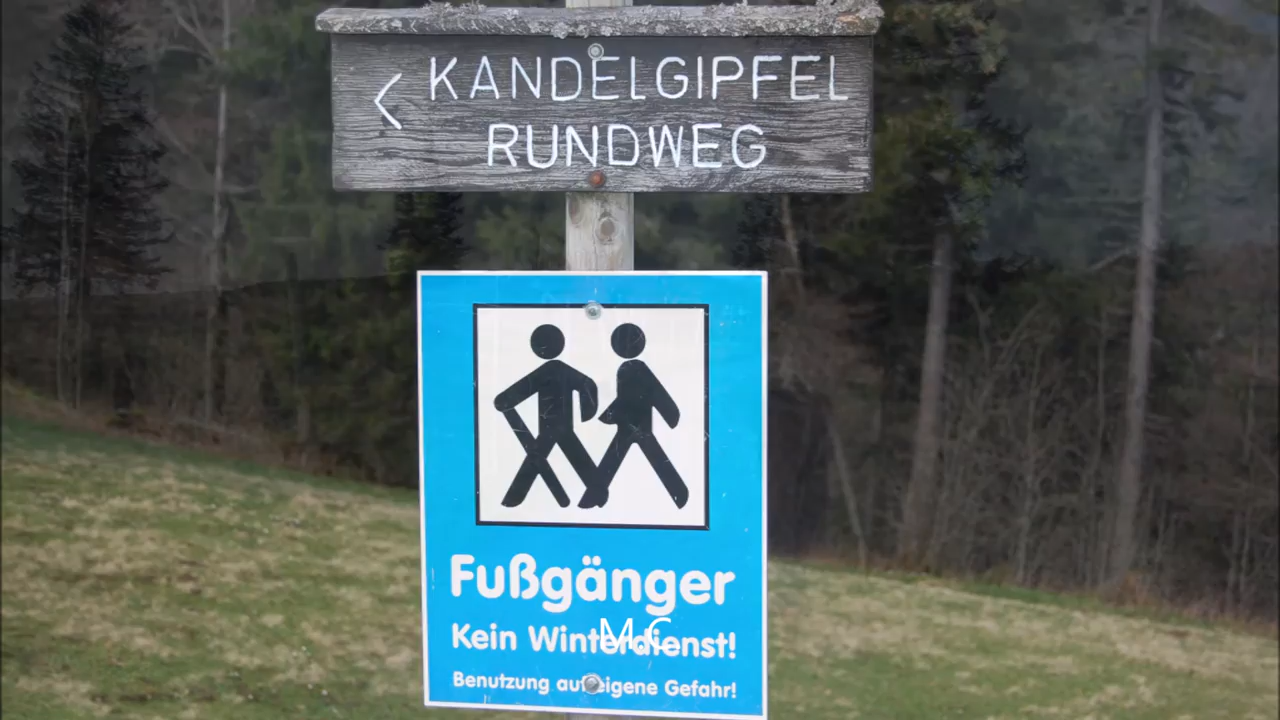 < KANDELGIPFEL
RUNDWEG
Fußgänger
Kein Winterdienst!
M.C
Benutzung auf eigene Gefahr!